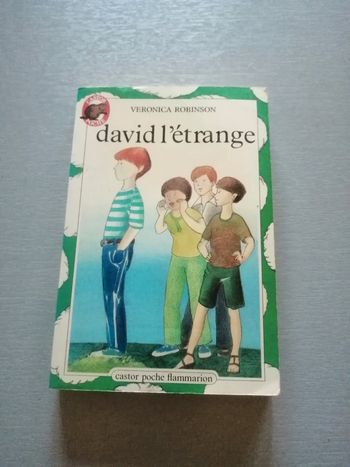 VERONICA ROBINSON
david l'étrange
castor poche flammarion